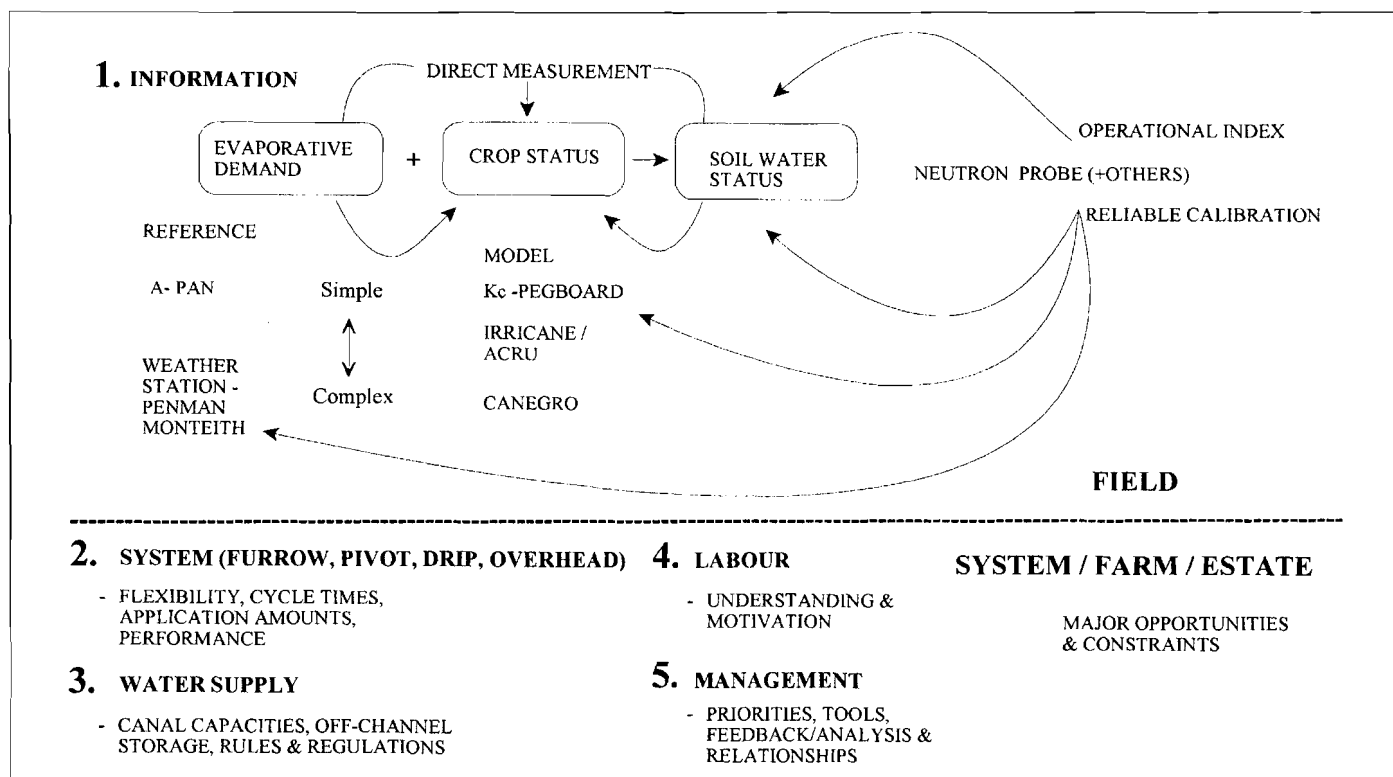 1. INFORMATION
DIRECT MEASUREMENT
EVAPORATIVE
DEMAND
+
CROP STATUS
SOIL WATER
STATUS
OPERATIONAL INDEX
NEUTRON PROBE (+OTHERS)
RELIABLE CALIBRATION
REFERENCE
A- PAN
WEATHER
STATION -
PENMAN
MONTEITH
Simple
Complex
MODEL
Kc -PEGBOARD
IRRICANE /
ACRU
CANEGRO
FIELD
2. SYSTEM (FURROW, PIVOT, DRIP, OVERHEAD)
- FLEXIBILITY, CYCLE TIMES,
APPLICATION AMOUNTS,
PERFORMANCE
3. WATER SUPPLY
- CANAL CAPACITIES, OFF-CHANNEL
STORAGE, RULES & REGULATIONS
4. LABOUR
- UNDERSTANDING &
MOTIVATION
5. MANAGEMENT
- PRIORITIES, TOOLS,
FEEDBACK/ANALYSIS &
RELATIONSHIPS
SYSTEM / FARM / ESTATE
MAJOR OPPORTUNITIES
& CONSTRAINTS